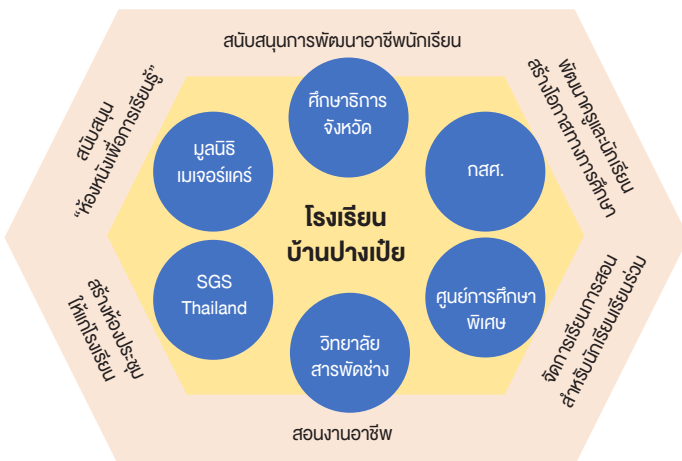 สนับสนุนการพัฒนาอาชีพนักเรียน
สนับสนุน
“ห้องหนังเพื่อการเรียนรู้”
พัฒนาครูและนักเรียน
สร้างโอกาสทางการศึกษา
ศึกษาธิการ
จังหวัด
มูลนิธิ
เมเจอร์แคร์
กสศ.
โรงเรียน
บ้านปางเป๋ย
SGS
Thailand
ศูนย์การศึกษา
พิเศษ
วิทยาลัย
สารพัดช่าง
สร้างห้องประชุม
ให้แก่โรงเรียน
จัดการเรียนการสอน
สำหรับนักเรียนเรียนร่วม
สอนงานอาชีพ